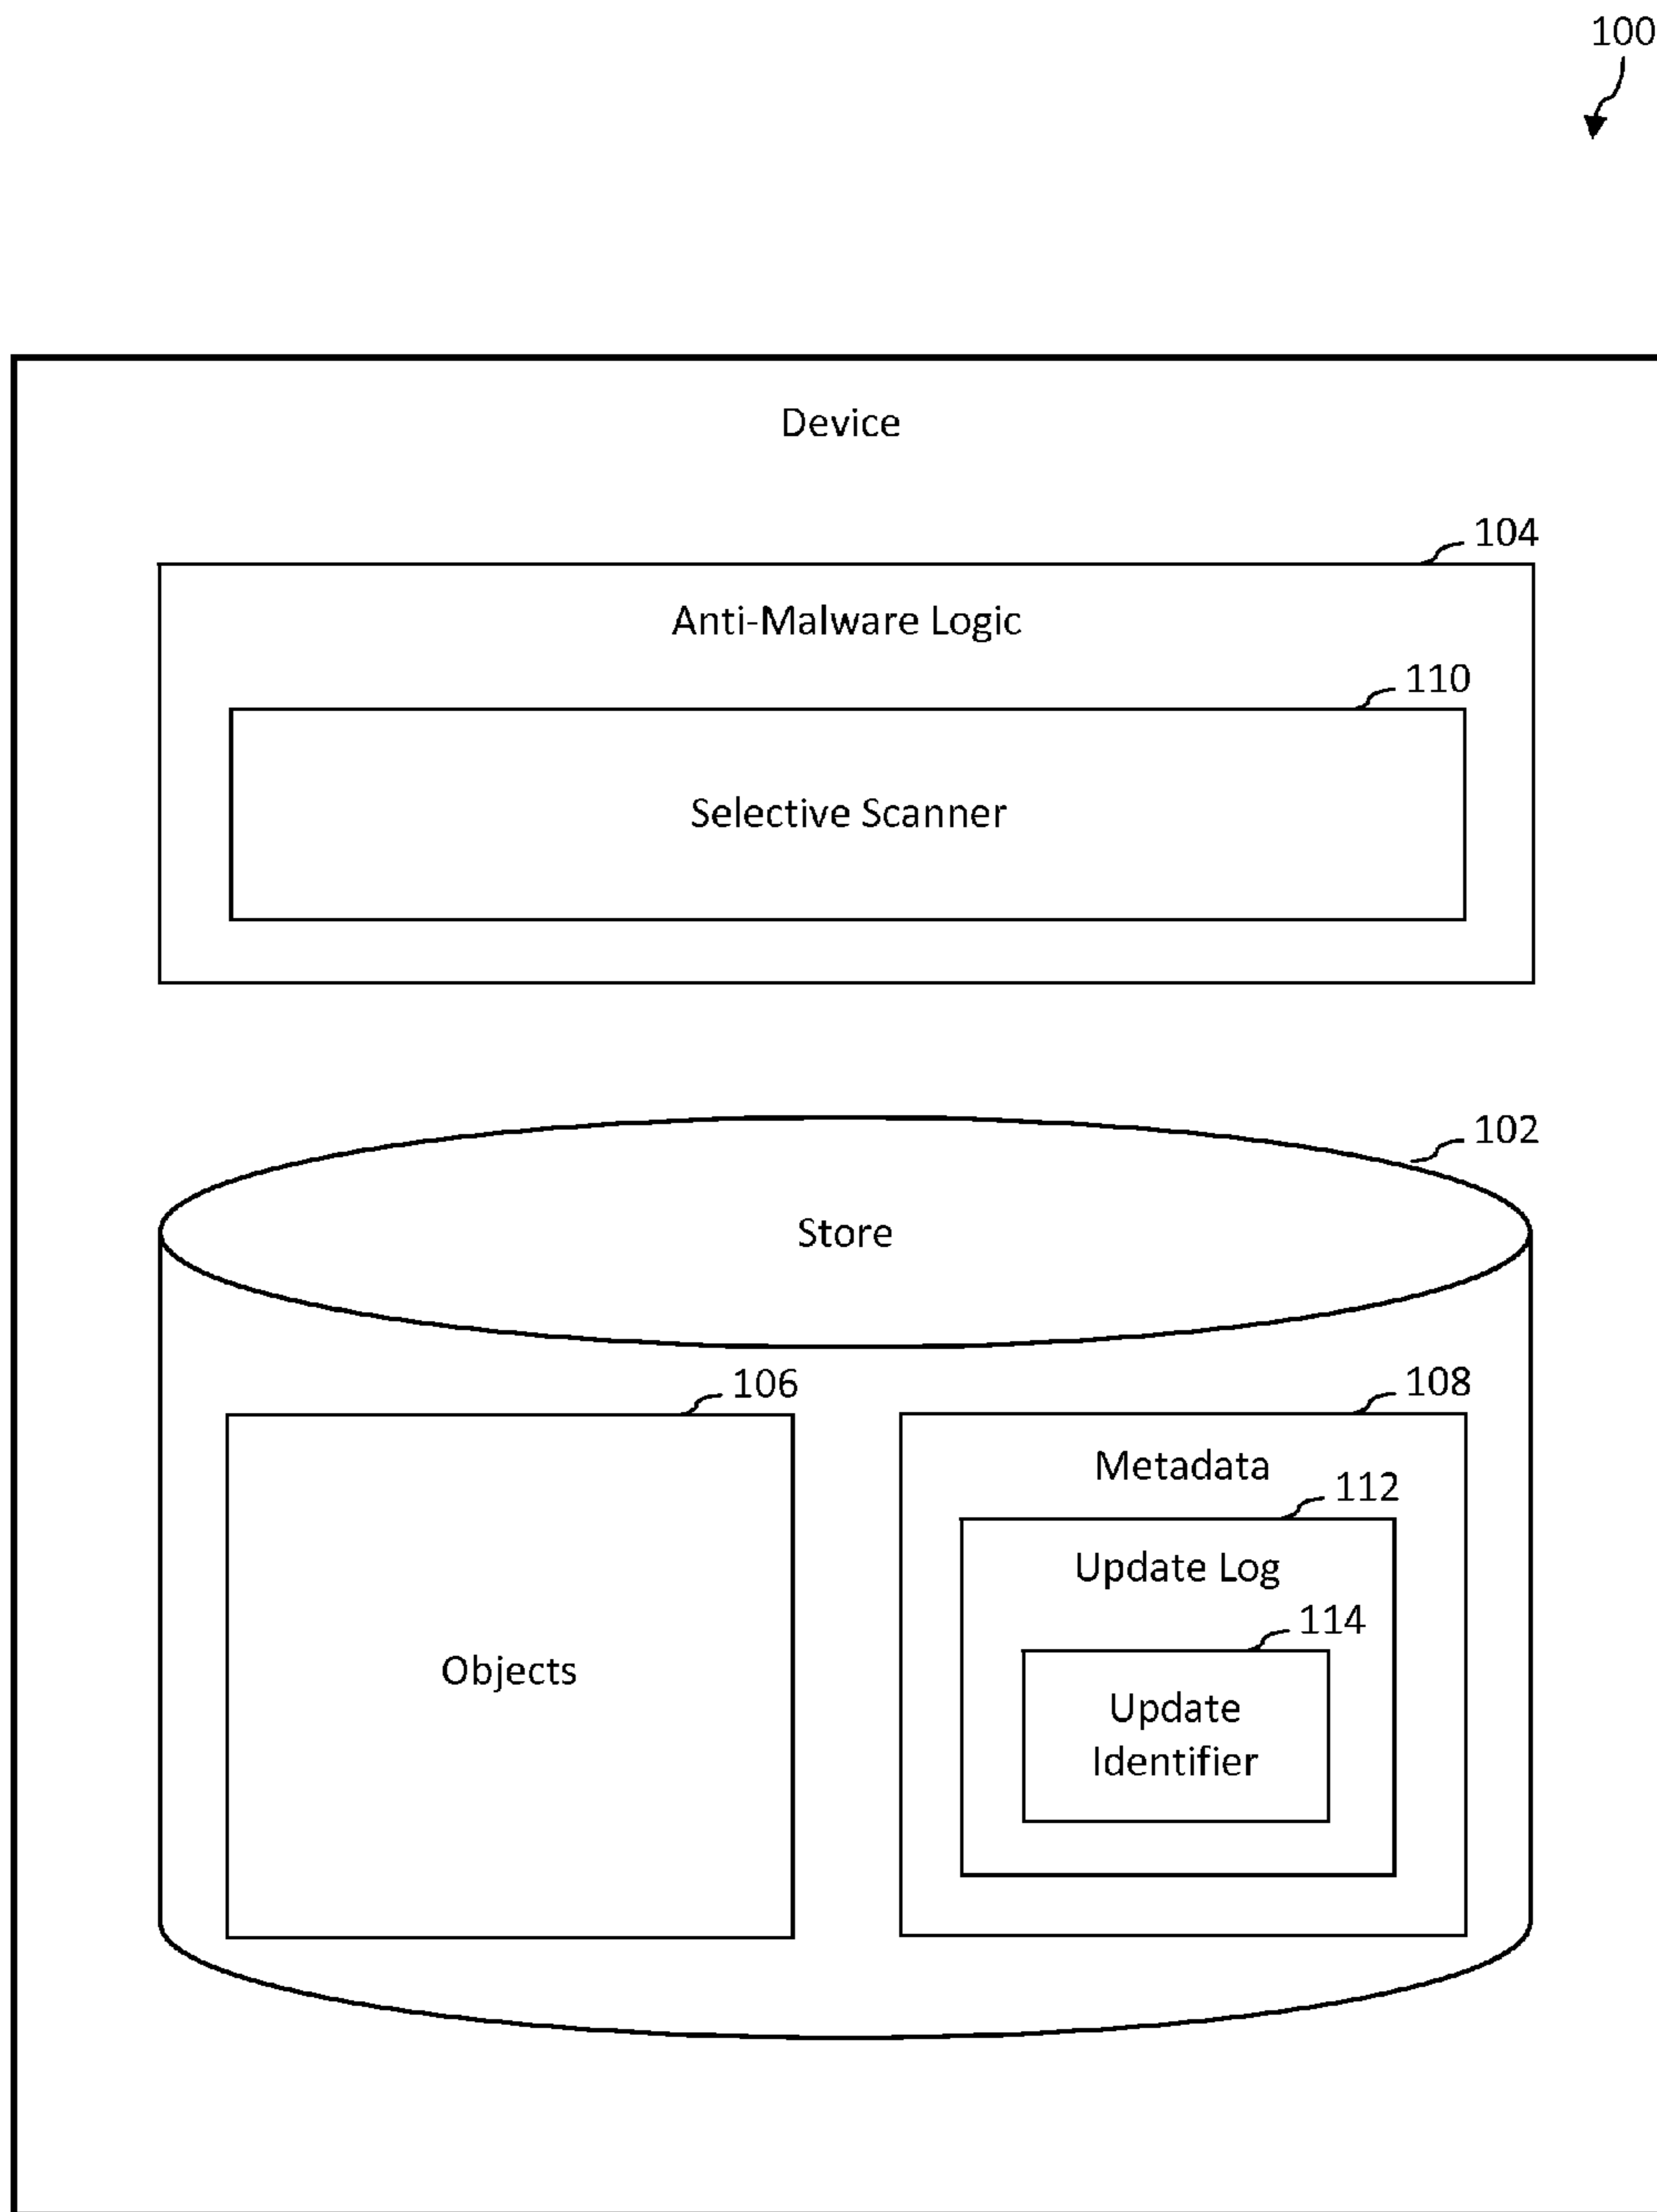 100
Device
104
Anti-Malware Logic
110
Selective Scanner
102
Store
106
108
Metadata
112
Update Log
114
Objects
Update
Identifier